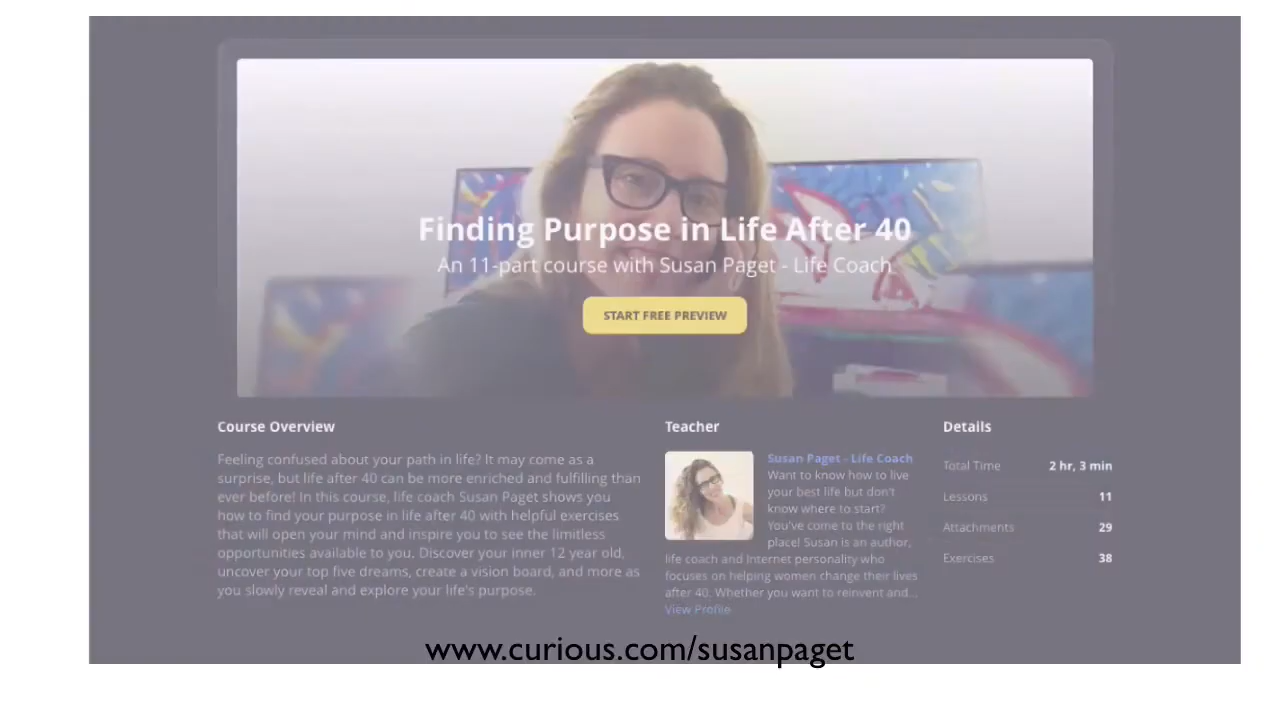 Finding Purpose in Life After 40
An 11-part course with Susan Paget - Life Coach
START FREE PREVIEW
Course Overview
Feeling confused about your path in life? It may come as a
surprise, but life after 40 can be more enriched and fulfilling than
ever before! In this course, life coach Susan Paget shows you
how to find your purpose in life after 40 with helpful exercises
that will open your mind and inspire you to see the limitless
opportunities available to you. Discover your inner 12 year old,
uncover your top five dreams, create a vision board, and more as
you slowly reveal and explore your life's purpose.
Teacher
Susan Paget - Life Coach
Want to know how to live
your best life but don't
know where to start?
You've come to the right
place! Susan is an author,
life coach and Internet personality who
focuses on helping women change their lives
after 40. Whether you want to reinvent and...
View Profile
Details
Total Time 2 hr, 3 min
Lessons 11
Attachments 29
Exercises 38
www.curious.com/susanpaget